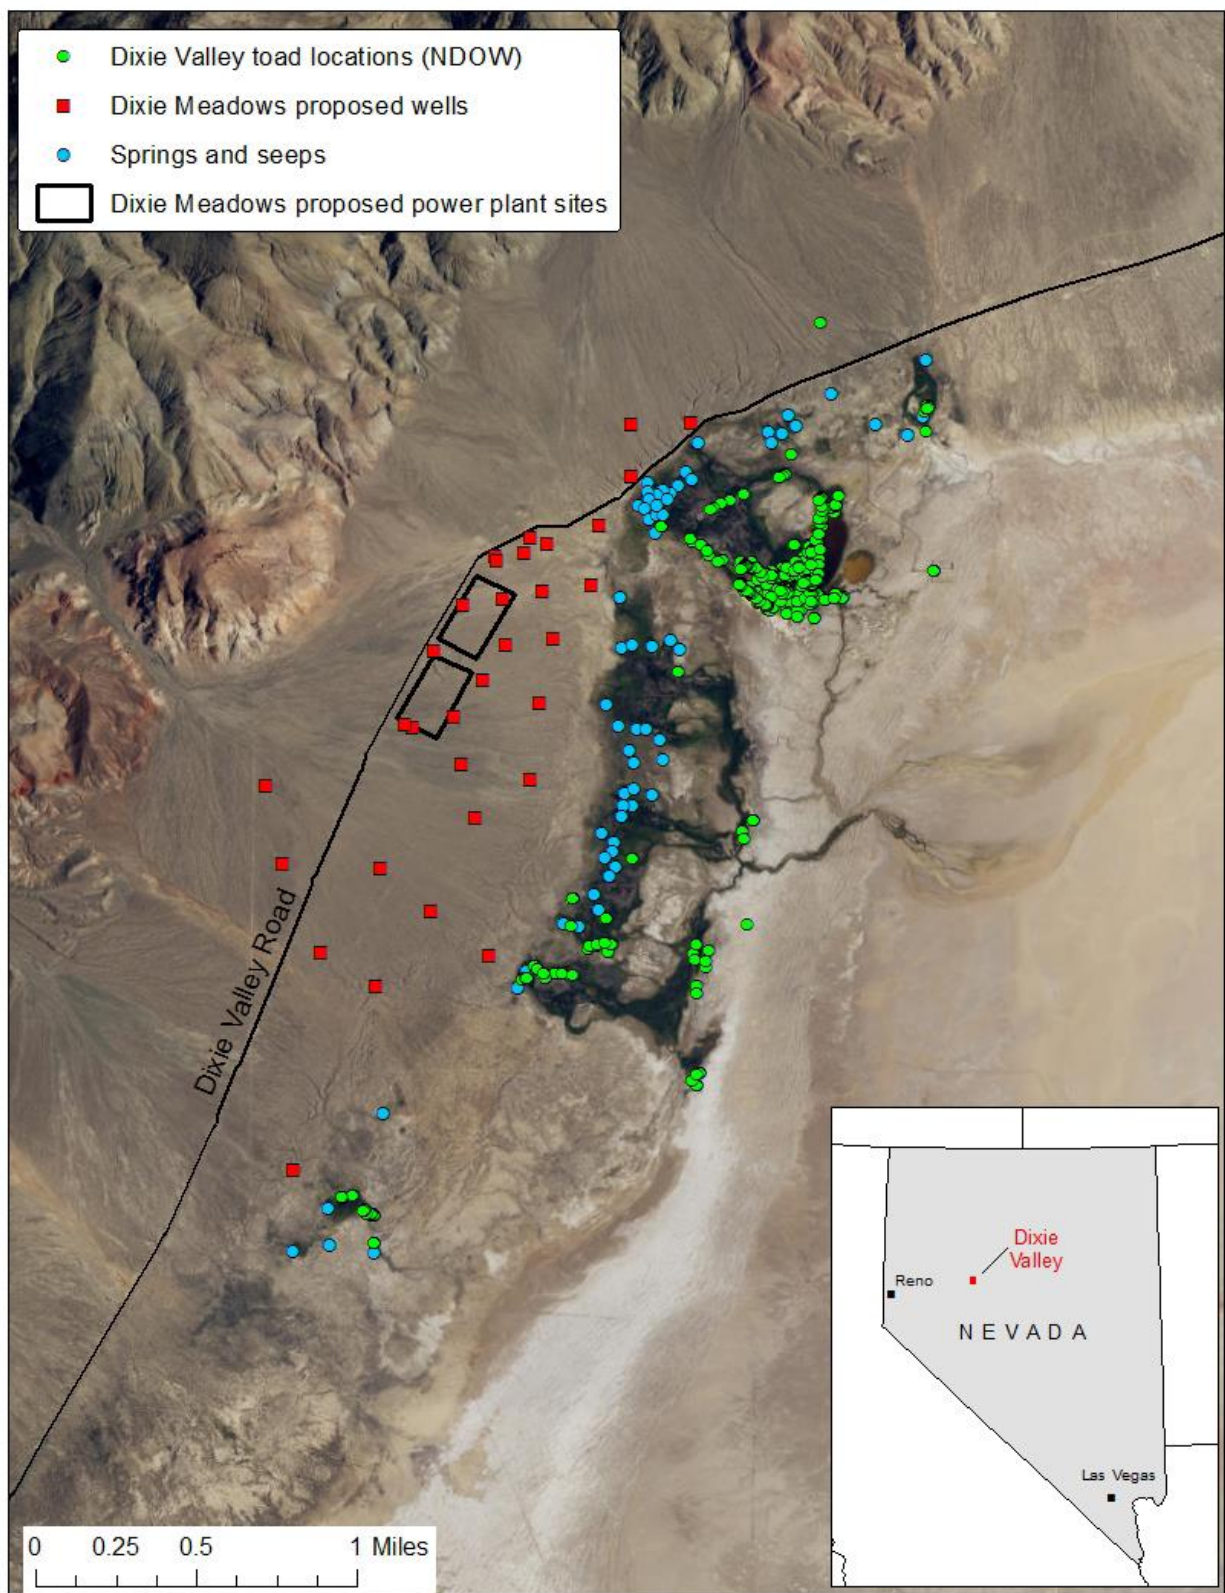 Dixie Valley toad locations (NDOW)
Dixie Meadows proposed wells
Springs and seeps
Dixie Meadows proposed power plant sites
Dixie Valley Road
Dixie
Valley
Reno
NEVADA
Las Vegas
0 0.25 0.5 1 Miles